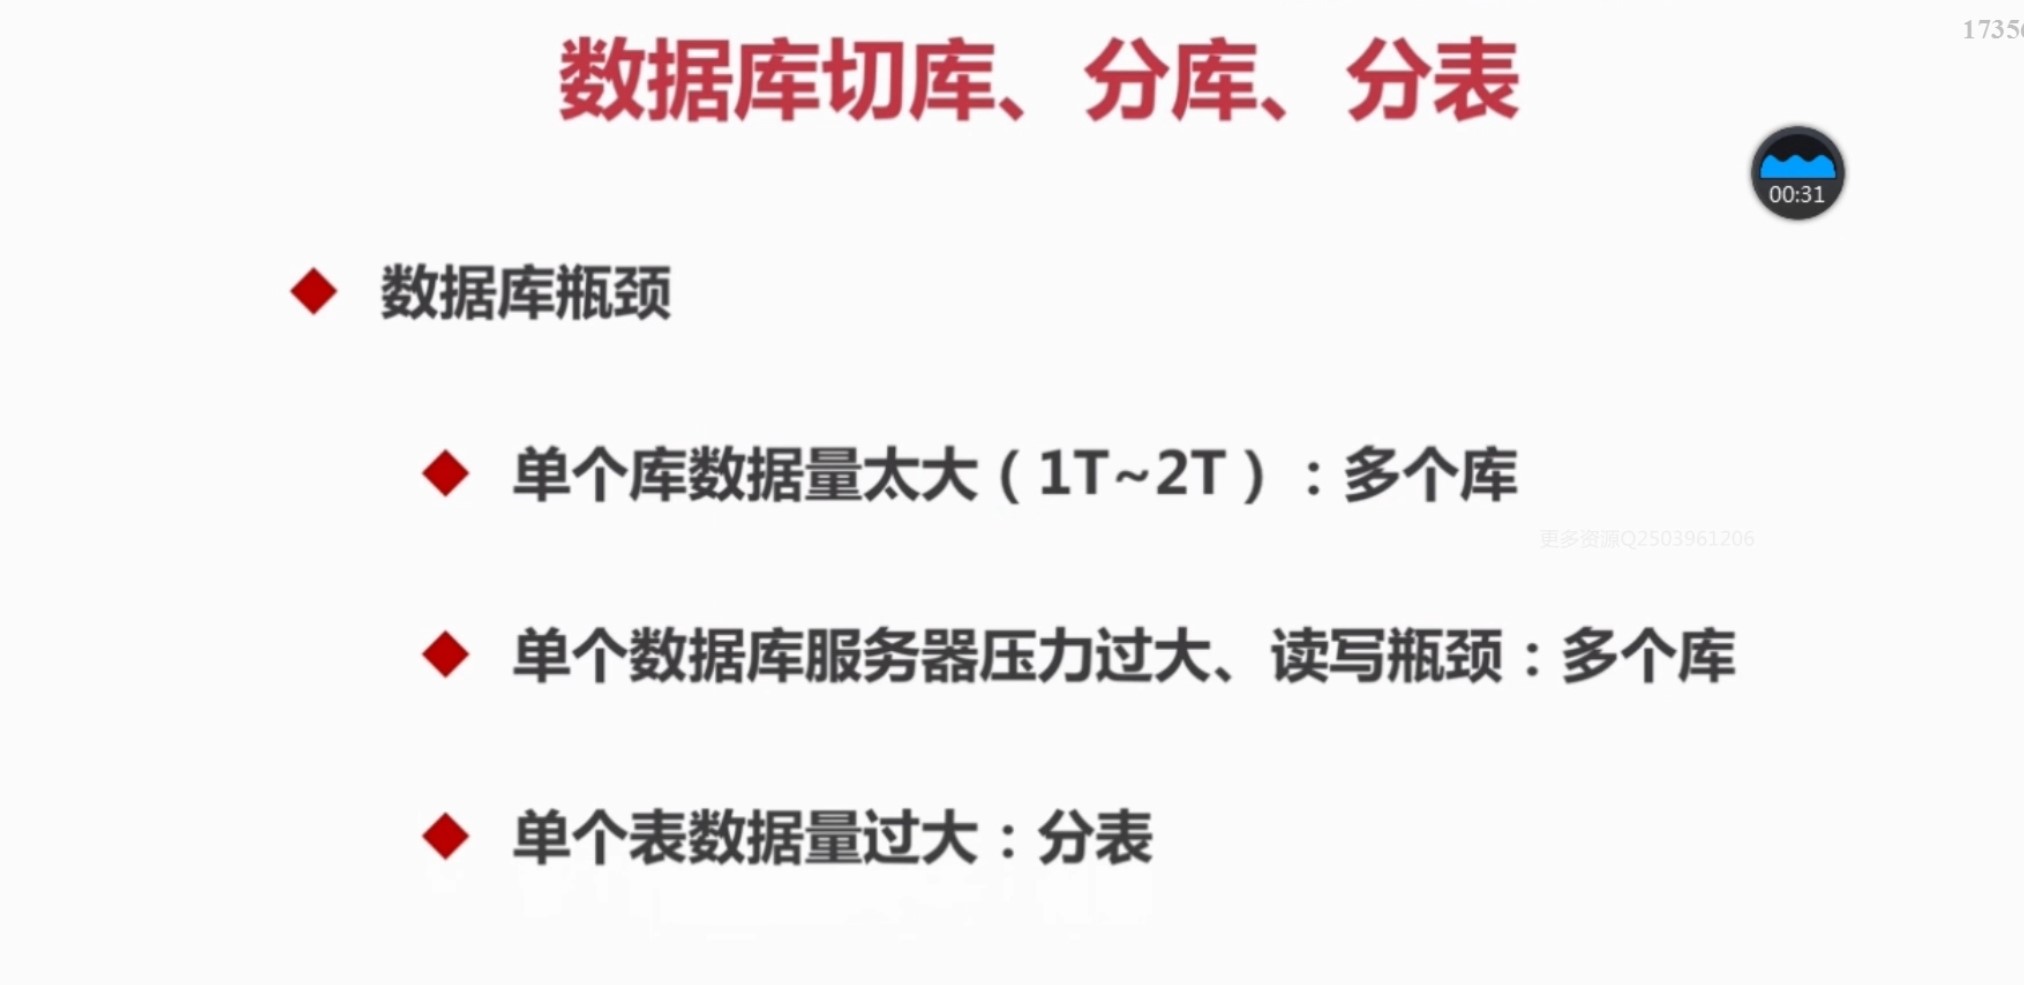 数据库切库、分库、分表
00:31
数据库瓶颈
单个库数据量太大（1T~2T）：多个库
更多资源Q2503961206
单个数据库服务器压力过大、读写瓶颈：多个库
单个表数据量过大：分表